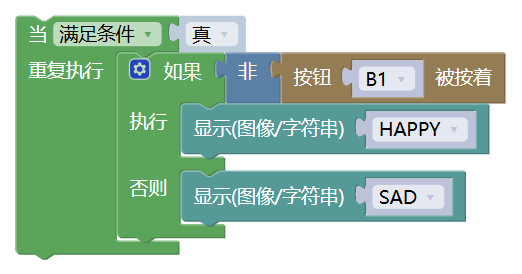 当 满足条件 真
重复执行 如果 非 按钮 B1 被按着
执行 显示(图像/字符串) HAPPY
否则 显示(图像/字符串) SAD